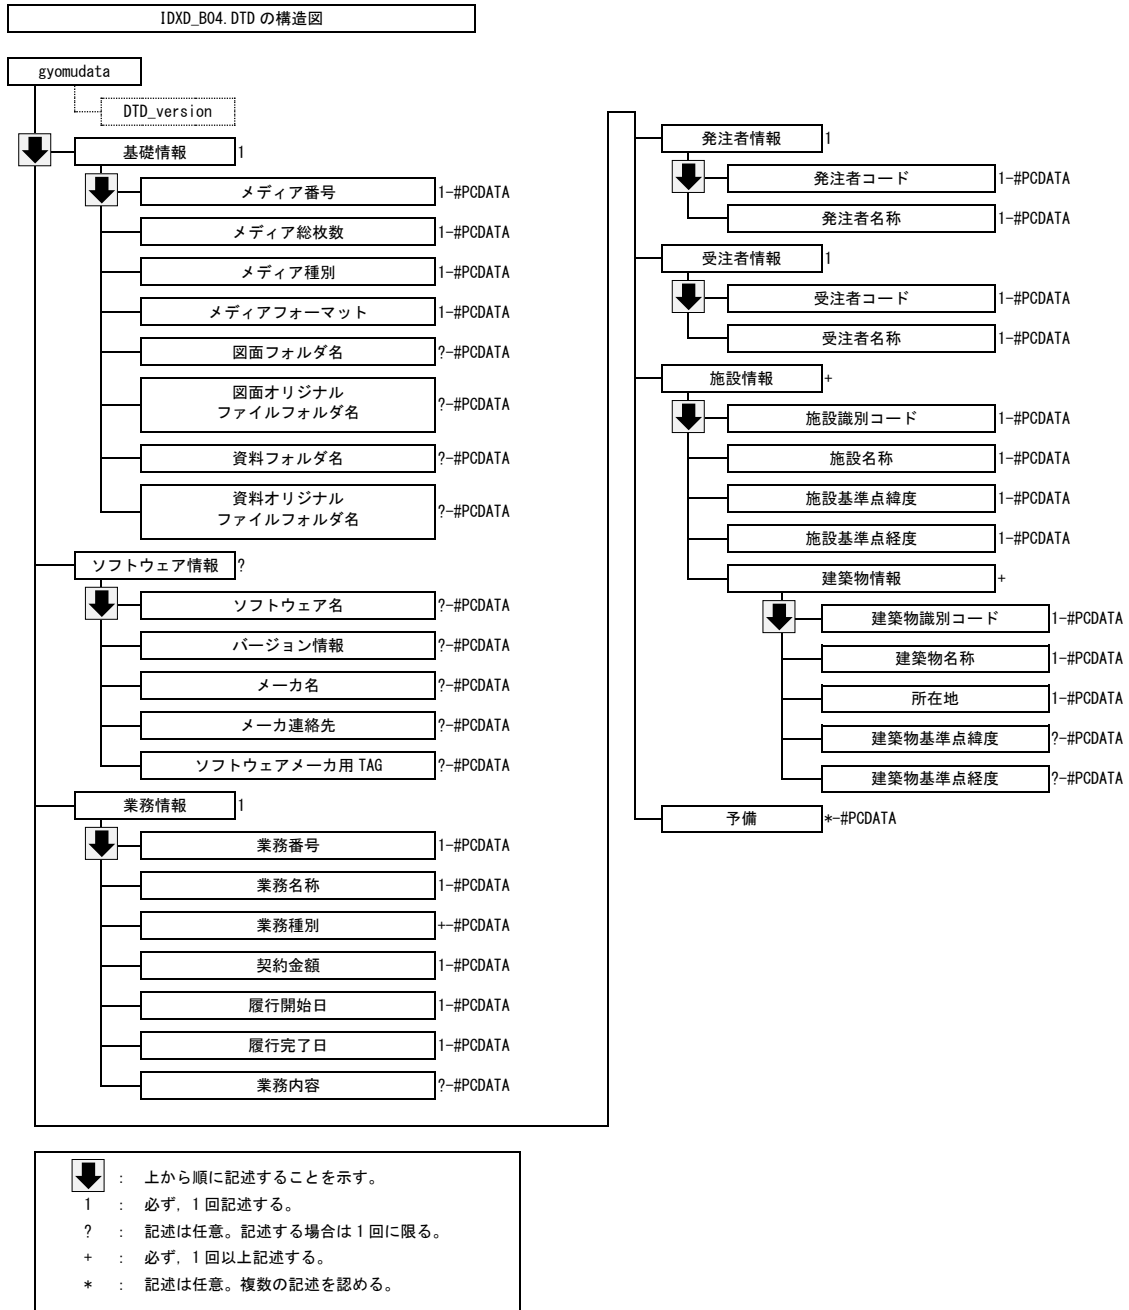 IDXD_B04.DTD の構造図
gyomudata
DTD_version
基礎情報 1
メディア番号 1-#PCDATA
メディア総枚数 1-#PCDATA
メディア種別 1-#PCDATA
メディアフォーマット 1-#PCDATA
図面フォルダ名 ?-#PCDATA
図面オリジナル
ファイルフォルダ名 ?-#PCDATA
資料フォルダ名 ?-#PCDATA
資料オリジナル
ファイルフォルダ名 ?-#PCDATA
ソフトウェア情報 ?
ソフトウェア名 ?-#PCDATA
バージョン情報 ?-#PCDATA
メーカ名 ?-#PCDATA
メーカ連絡先 ?-#PCDATA
ソフトウェアメーカ用 TAG ?-#PCDATA
業務情報 1
業務番号 1-#PCDATA
業務名称 1-#PCDATA
業務種別 +-#PCDATA
契約金額 1-#PCDATA
履行開始日 1-#PCDATA
履行完了日 1-#PCDATA
業務内容 ?-#PCDATA
発注者情報 1
発注者コード 1-#PCDATA
発注者名称 1-#PCDATA
受注者情報 1
受注者コード 1-#PCDATA
受注者名称 1-#PCDATA
施設情報 +
施設識別コード 1-#PCDATA
施設名称 1-#PCDATA
施設基準点緯度 1-#PCDATA
施設基準点経度 1-#PCDATA
建築物情報 +
建築物識別コード 1-#PCDATA
建築物名称 1-#PCDATA
所在地 1-#PCDATA
建築物基準点緯度 ?-#PCDATA
建築物基準点経度 ?-#PCDATA
予備 *-#PCDATA
： 上から順に記述することを示す。
1 ： 必ず，1 回記述する。
? ： 記述は任意。記述する場合は 1 回に限る。
+ ： 必ず，1 回以上記述する。
* ： 記述は任意。複数の記述を認める。